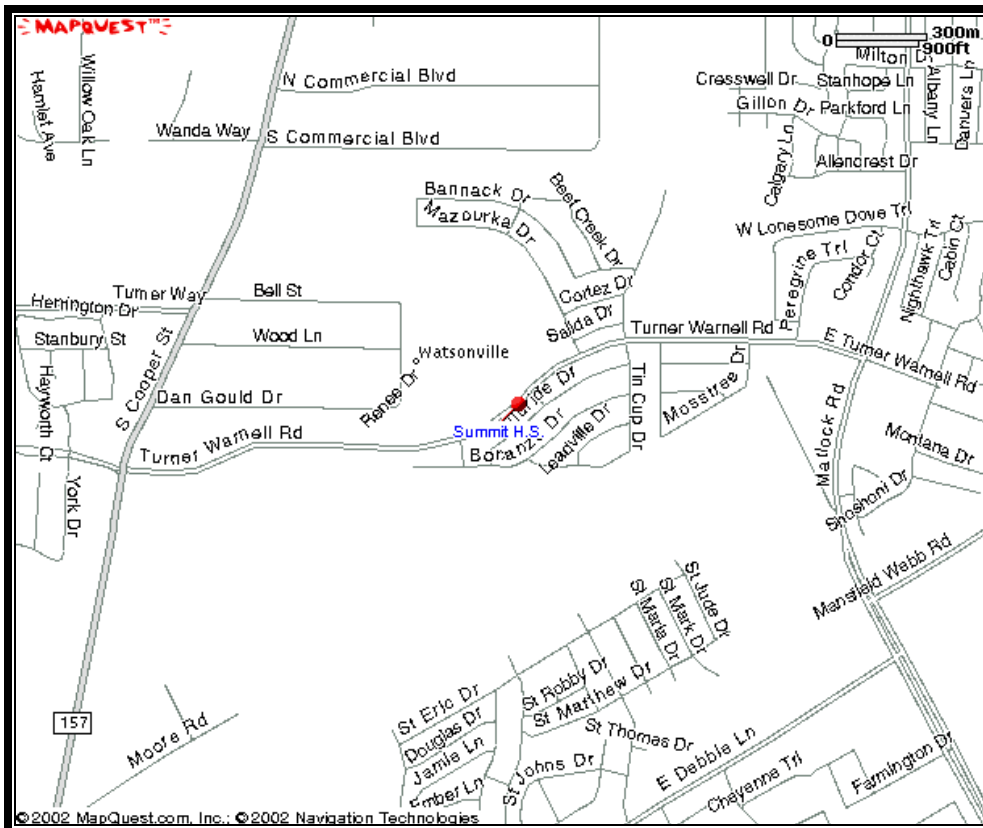 MAPQUEST™
0 300m
900ft
Milton D
Cresswell Dr
Stanhope Ln
Gillon Dr
Parkford Ln
Albany Ln
Danvers Ln
Calgary Ln
Allencrest Dr
Hamlet Ave
Willow Oak Ln
N Commercial Blvd
Wanda Way
S Commercial Blvd
Bannack Dr
Mazourka Dr
Beef Creek Dr
W Lonesome Dove Trl
Peregrine Trl
Condor Ct
Nighthawk Trl
Cabin Ct
Cortez Dr
Salida Dr
Turner Way
Bell St
Herrington Dr
Stanbury St
Wood Ln
Turner Warnell Rd
E Turner Warnell Rd
Watsonville
Hayworth Ct
S Cooper St
Dan Gould Dr
Renee Dr
luride Dr
Tin Cup Dr
Mosstree Dr
Matlock Rd
Summit H.S.
Turner Warnell Rd
Bonanza Dr
Leadville Dr
Montana Dr
York Dr
Shoshoni Dr
Mansfield Webb Rd
St Jude Dr
St Mark Dr
St Maria Dr
St Eric Dr
St Robby Dr
St Matthew Dr
Douglas Dr
St Thomas Dr
Jamie Ln
St Johns Dr
Ember Ln
157
Moore Rd
E Debbie Ln
Cheyenne Trl
Farmington Dr
©2002 MapQuest.com, Inc.; ©2002 Navigation Technologies